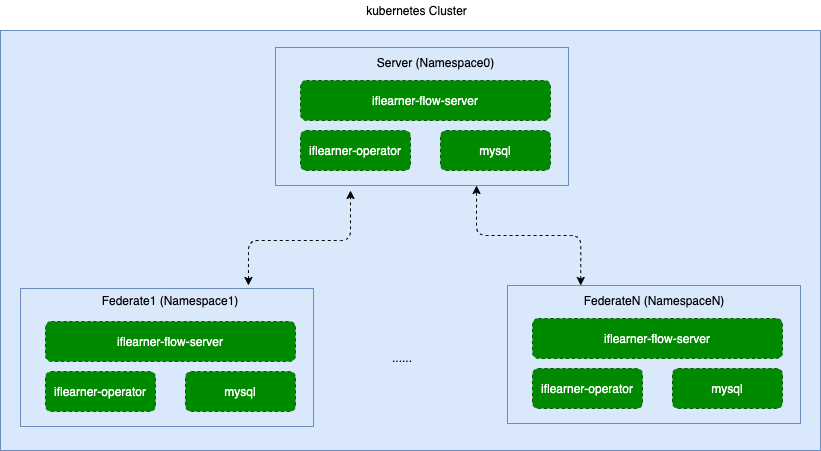 kubernetes Cluster
Server (Namespace0)
iflearner-flow-server
iflearner-operator
mysql
Federate1 (Namespace1)
iflearner-flow-server
iflearner-operator
mysql
......
FederateN (NamespaceN)
iflearner-flow-server
iflearner-operator
mysql